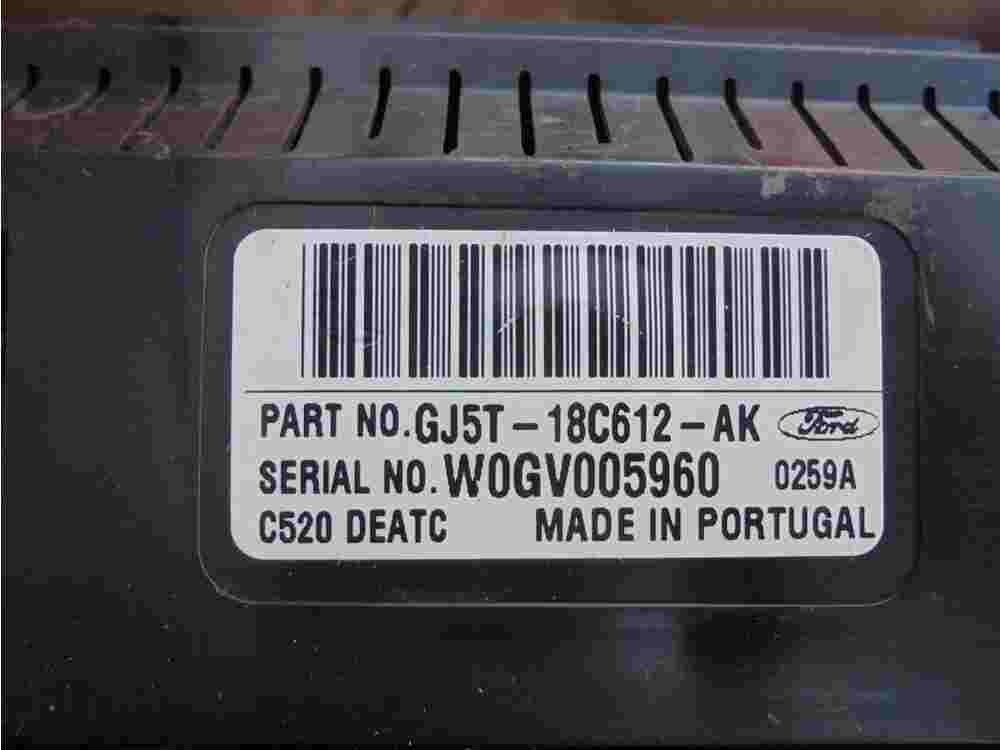 PART NO. GJ5T-18C612-AK Ford
SERIAL NO. W0GV005960 0259A
C520 DEATC MADE IN PORTUGAL